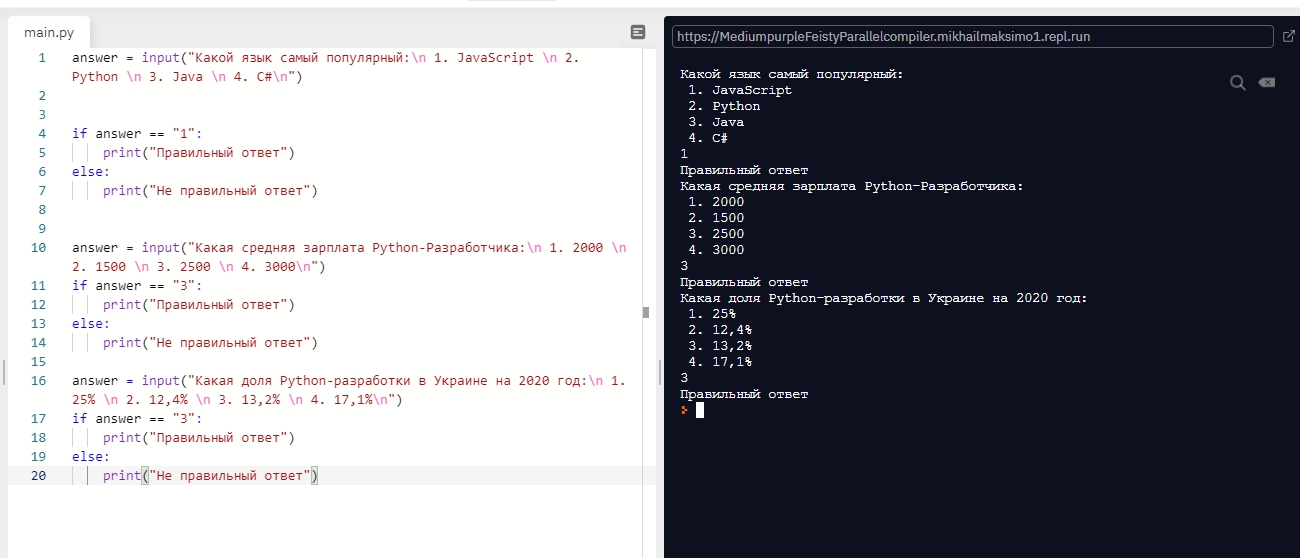 main.py
https://MediumpurpleFeistyParallelcompiler.mikhailmaksimo1.repl.run
1 answer = input("Какой язык самый популярный:\n 1. JavaScript \n 2.
Python \n 3. Java \n 4. C#\n")
2
3
4 if answer == "1":
5 print("Правильный ответ")
6 else:
7 print("Не правильный ответ")
8
9
10 answer = input("Какая средняя зарплата Python-Разработчика:\n 1. 2000 \n
2. 1500 \n 3. 2500 \n 4. 3000\n")
11 if answer == "3":
12 print("Правильный ответ")
13 else:
14 print("Не правильный ответ")
15
16 answer = input("Какая доля Python-разработки в Украине на 2020 год:\n 1.
25% \n 2. 12,4% \n 3. 13,2% \n 4. 17,1%\n")
17 if answer == "3":
18 print("Правильный ответ")
19 else:
20 print("Не правильный ответ")
Какой язык самый популярный:
1. JavaScript
2. Python
3. Java
4. C#
1
Правильный ответ
Какая средняя зарплата Python-Разработчика:
1. 2000
2. 1500
3. 2500
4. 3000
3
Правильный ответ
Какая доля Python-разработки в Украине на 2020 год:
1. 25%
2. 12,4%
3. 13,2%
4. 17,1%
3
Правильный ответ